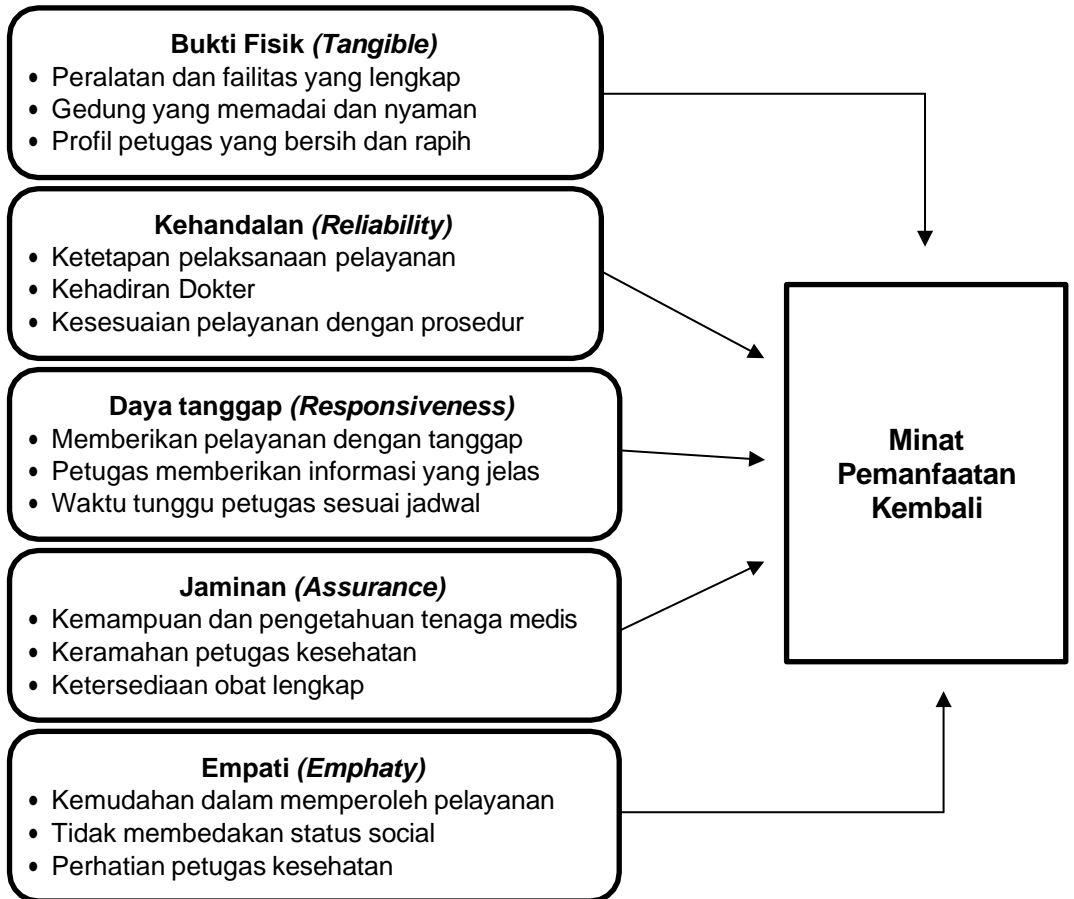 Bukti Fisik (Tangible)
• Peralatan dan failitas yang lengkap
• Gedung yang memadai dan nyaman
• Profil petugas yang bersih dan rapih
Kehandalan (Reliability)
• Ketetapan pelaksanaan pelayanan
• Kehadiran Dokter
• Kesesuaian pelayanan dengan prosedur
Daya tanggap (Responsiveness)
• Memberikan pelayanan dengan tanggap
• Petugas memberikan informasi yang jelas
• Waktu tunggu petugas sesuai jadwal
Jaminan (Assurance)
• Kemampuan dan pengetahuan tenaga medis
• Keramahan petugas kesehatan
• Ketersediaan obat lengkap
Empati (Emphaty)
• Kemudahan dalam memperoleh pelayanan
• Tidak membedakan status social
• Perhatian petugas kesehatan
Minat
Pemanfaatan
Kembali